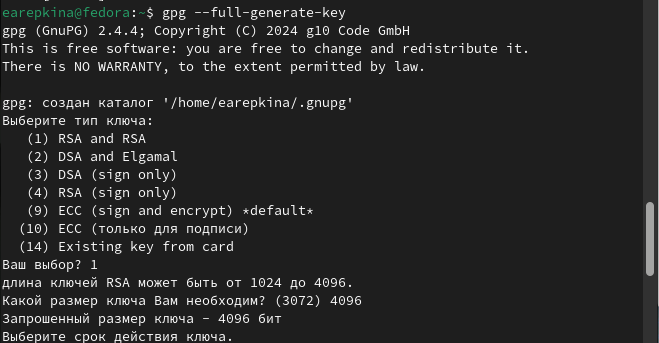 earepkina@fedora:~$ gpg --full-generate-key
gpg (GnuPG) 2.4.4; Copyright (C) 2024 g10 Code GmbH
This is free software: you are free to change and redistribute it.
There is NO WARRANTY, to the extent permitted by law.

gpg: создан каталог '/home/earepkina/.gnupg'
Выберите тип ключа:
   (1) RSA and RSA
   (2) DSA and Elgamal
   (3) DSA (sign only)
   (4) RSA (sign only)
   (9) ECC (sign and encrypt) *default*
  (10) ECC (только для подписи)
  (14) Existing key from card
Ваш выбор? 1
длина ключей RSA может быть от 1024 до 4096.
Какой размер ключа Вам необходим? (3072) 4096
Запрошенный размер ключа - 4096 бит
Выберите срок действия ключа.